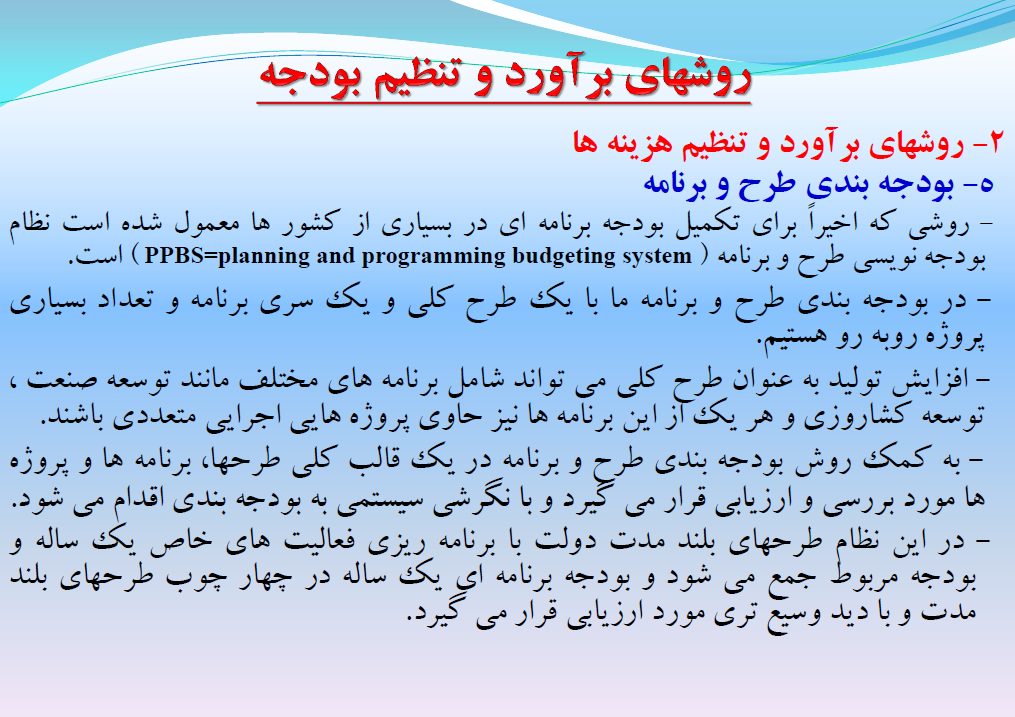 روشهای برآورد و تنظیم بودجه
۲- روشهای برآورد و تنظیم هزینه ها
۵- بودجه بندی طرح و برنامه
- روشی که اخیراً برای تکمیل بودجه برنامه ای در بسیاری از کشور ها معمول شده است نظام
بودجه نویسی طرح و برنامه ( PPBS=planning and programming budgeting system ) است.
- در بودجه بندی طرح و برنامه ما با یک طرح کلی و یک سری برنامه و تعداد بسیاری
پروژه روبه رو هستیم.
- افزایش تولید به عنوان طرح کلی می تواند شامل برنامه های مختلف مانند توسعه صنعت ،
توسعه کشاروزی و هر یک از این برنامه ها نیز حاوی پروژه هایی اجرایی متعددی باشند.
- به کمک روش بودجه بندی طرح و برنامه در یک قالب کلی طرحها، برنامه ها و پروژه
ها مورد بررسی و ارزیابی قرار می گیرد و با نگرشی سیستمی به بودجه بندی اقدام می شود.
- در این نظام طرحهای بلند مدت دولت با برنامه ریزی فعالیت های خاص یک ساله و
بودجه مربوط جمع می شود و بودجه برنامه ای یک ساله در چهار چوب طرحهای بلند
مدت و با دید وسیع تری مورد ارزیابی قرار می گیرد.